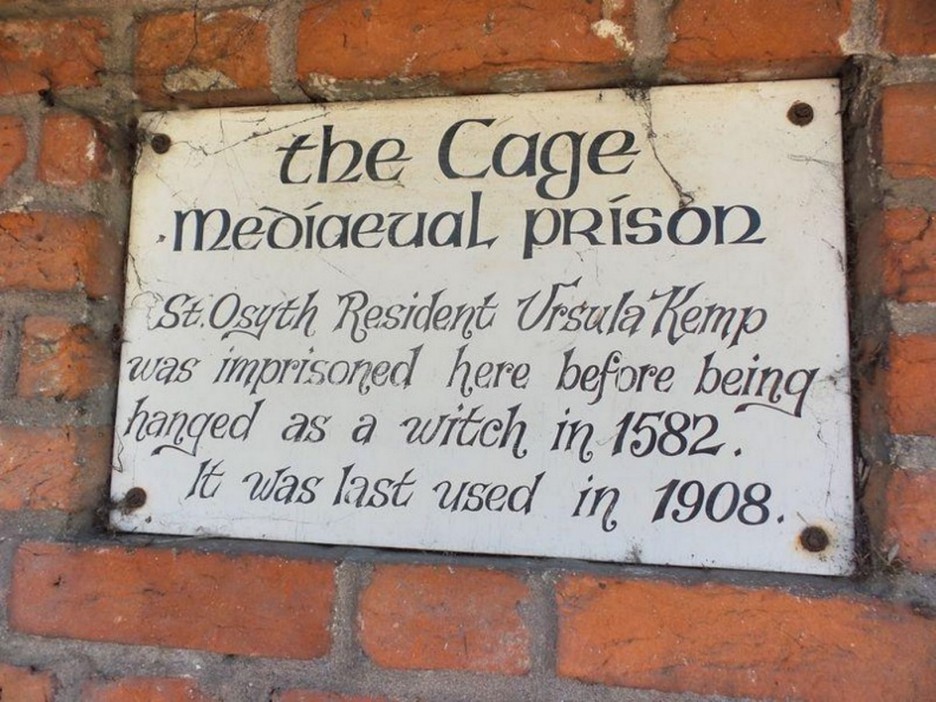 the Cage
mediaeval prison
St. Osyth Resident Ursula Kemp
was imprisoned here before being
hanged as a witch in 1582.
It was last used in 1908.